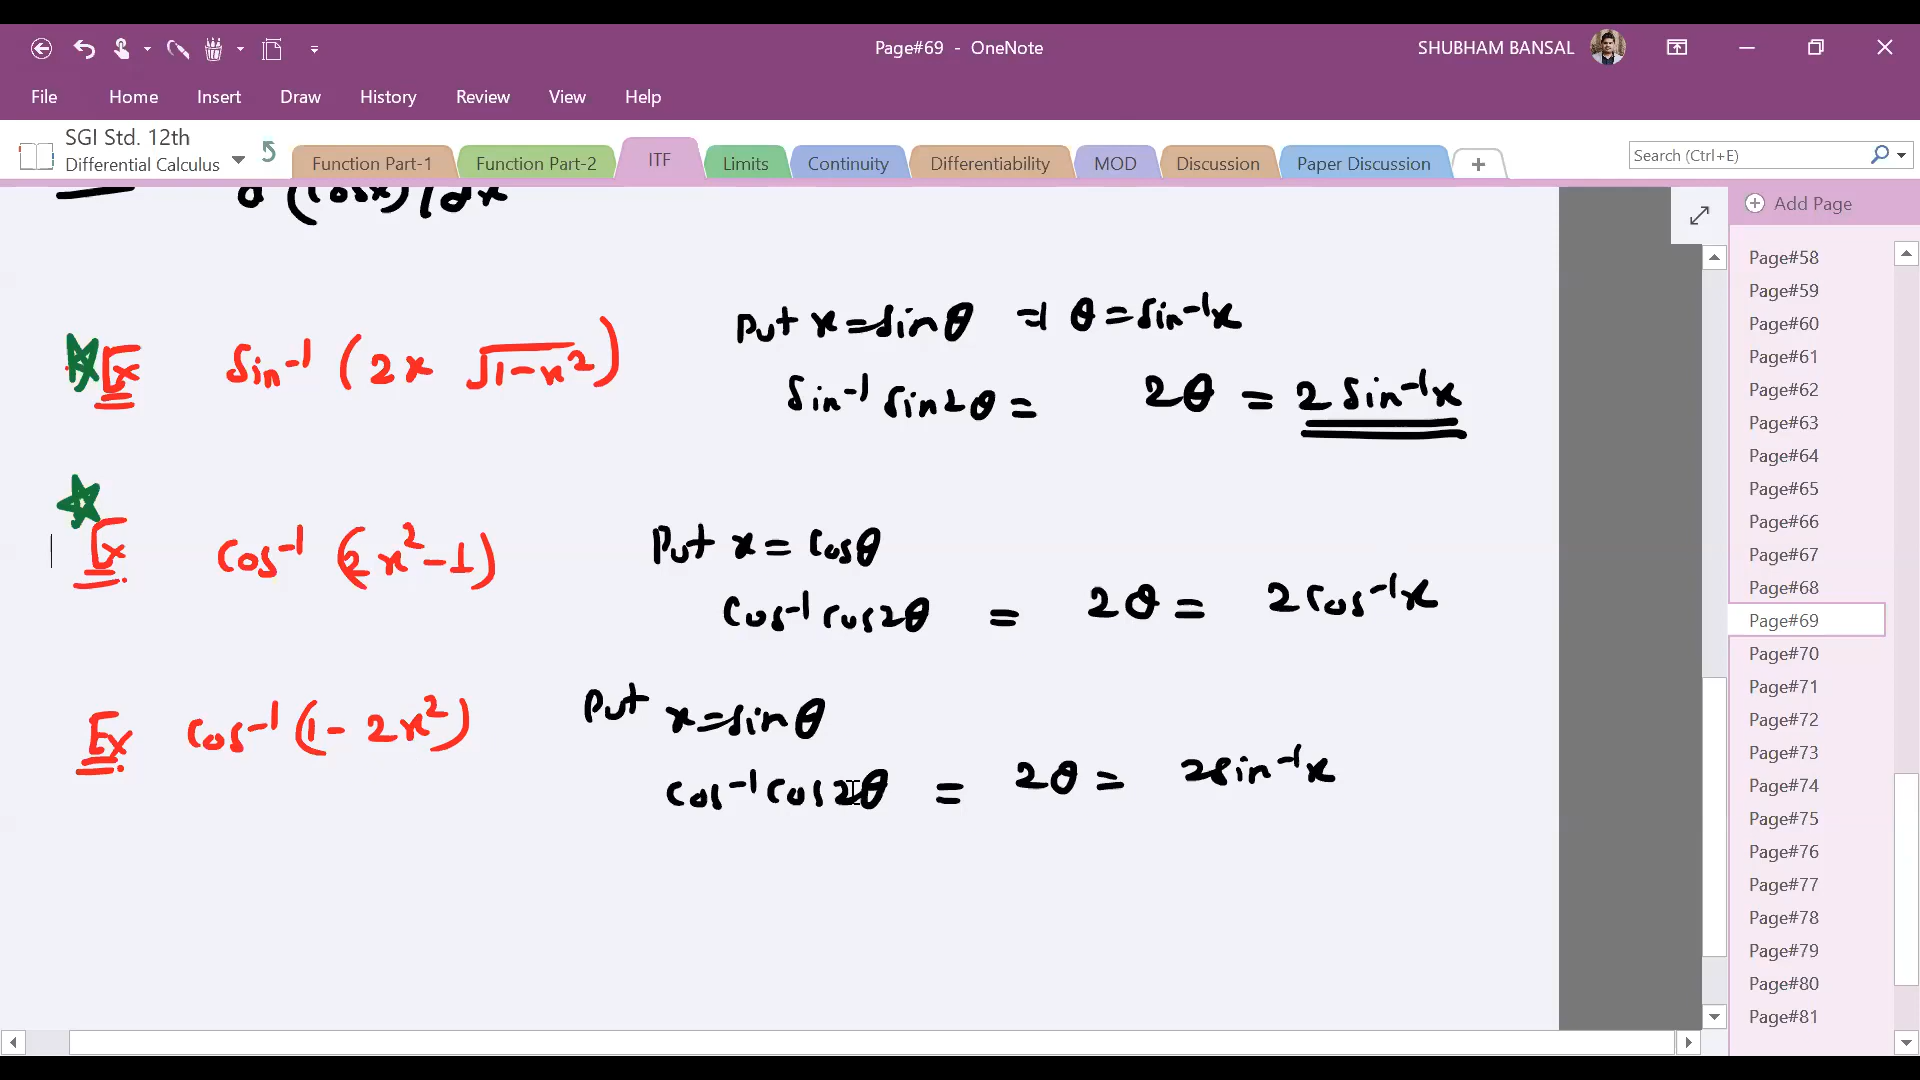 Page#69 - OneNote
SHUBHAM BANSAL
File Home Insert Draw History Review View Help
SGI Std. 12th
Differential Calculus
Function Part-1 Function Part-2 ITF Limits Continuity Differentiability MOD Discussion Paper Discussion +
Search (Ctrl+E)
Add Page
d (cosx) / dx
Ex sin⁻¹ (2x √1-x²)
Put x = sinθ ⇒ θ = sin⁻¹x
sin⁻¹ sin2θ = 2θ = 2 sin⁻¹x
Ex cos⁻¹ (2x²-1)
Put x = cosθ
cos⁻¹ cos2θ = 2θ = 2cos⁻¹x
Ex cos⁻¹ (1-2x²)
Put x = sinθ
cos⁻¹ cos2θ = 2θ = 2sin⁻¹x
Page#58
Page#59
Page#60
Page#61
Page#62
Page#63
Page#64
Page#65
Page#66
Page#67
Page#68
Page#69
Page#70
Page#71
Page#72
Page#73
Page#74
Page#75
Page#76
Page#77
Page#78
Page#79
Page#80
Page#81